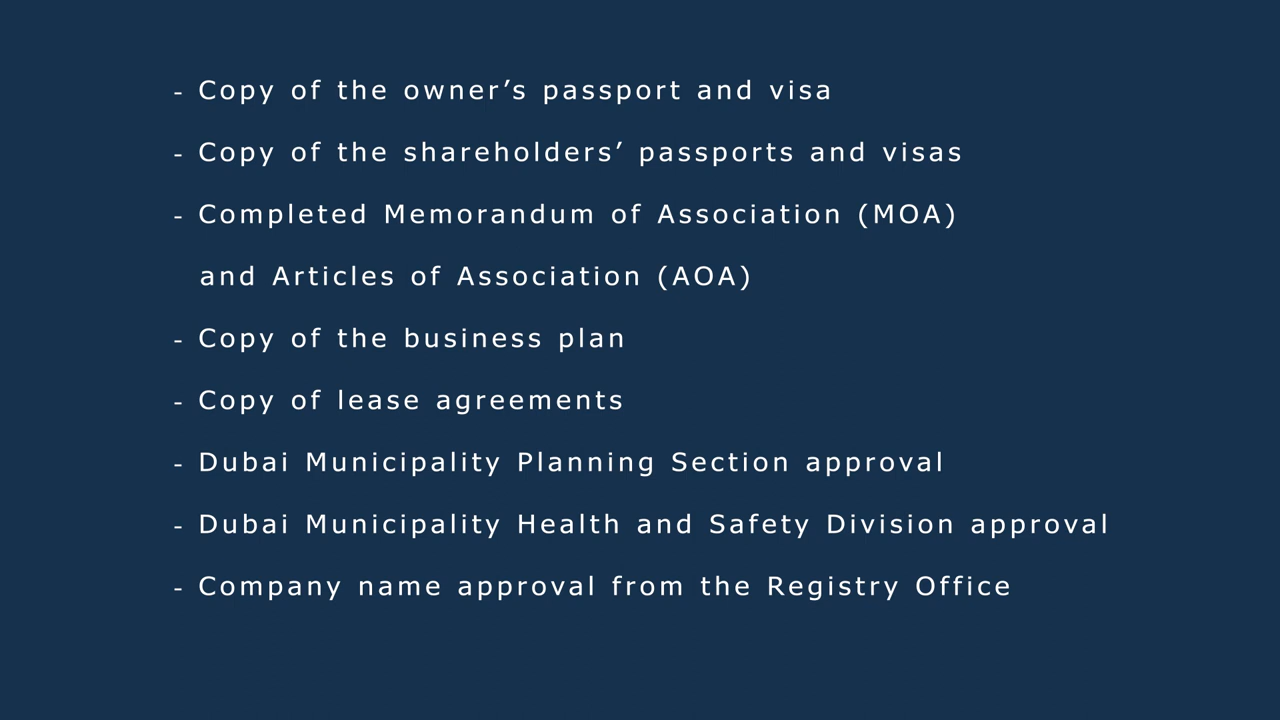 - Copy of the owner’s passport and visa
- Copy of the shareholders’ passports and visas
- Completed Memorandum of Association (MOA)
and Articles of Association (AOA)
- Copy of the business plan
- Copy of lease agreements
- Dubai Municipality Planning Section approval
- Dubai Municipality Health and Safety Division approval
- Company name approval from the Registry Office